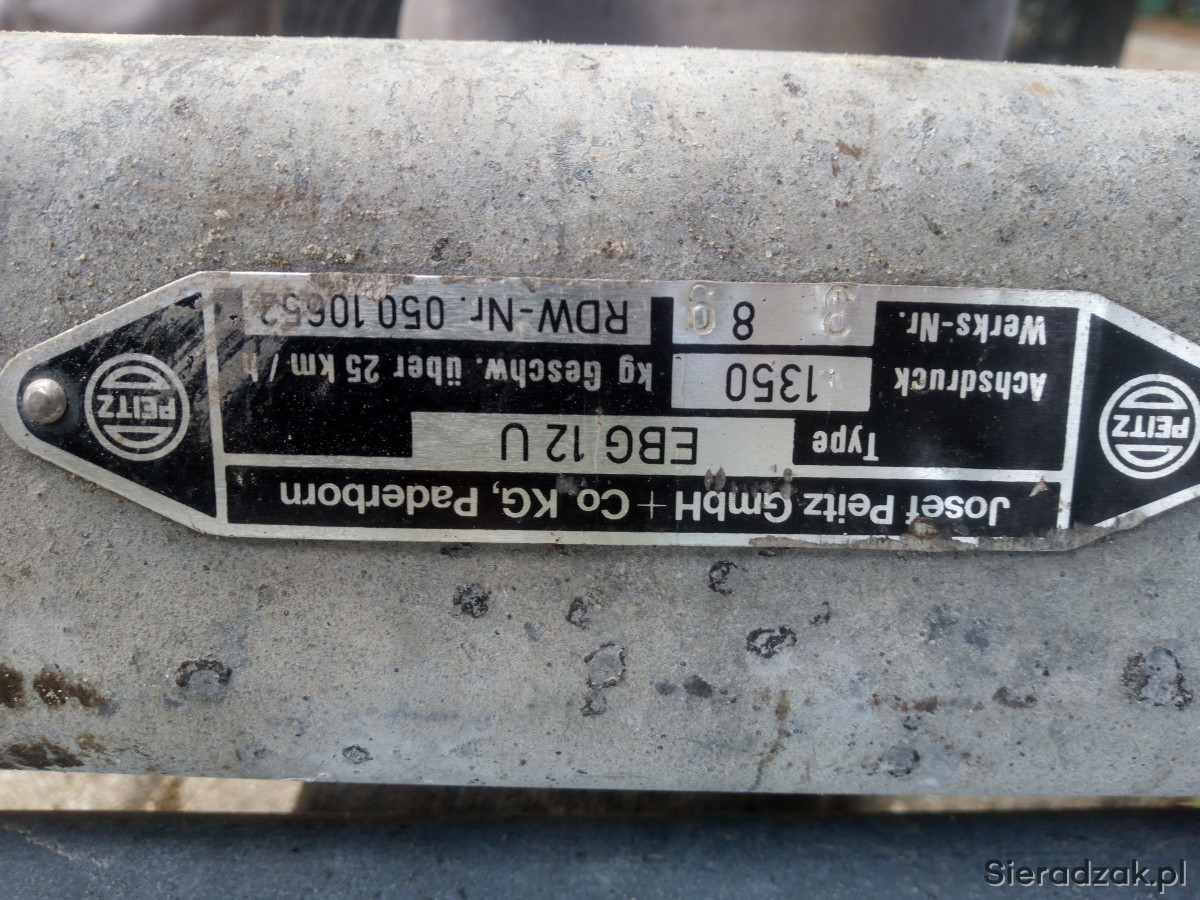 Josef Peitz GmbH + Co KG, Paderborn
PEITZ
Type EBG 12 U
PEITZ
Achsdruck 1350 kg Geschw. über 25 km/h
Werks-Nr. 8 RDW-Nr. 050 10652
Sieradzak.pl